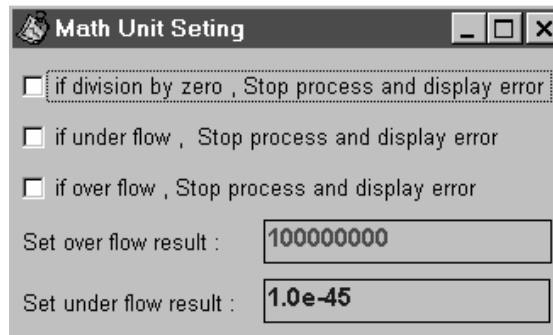 Math Unit Seting
if division by zero , Stop process and display error
if under flow ,  Stop process and display error
if over flow , Stop process and display error
Set over flow result : 100000000
Set under flow result : 1.0e-45